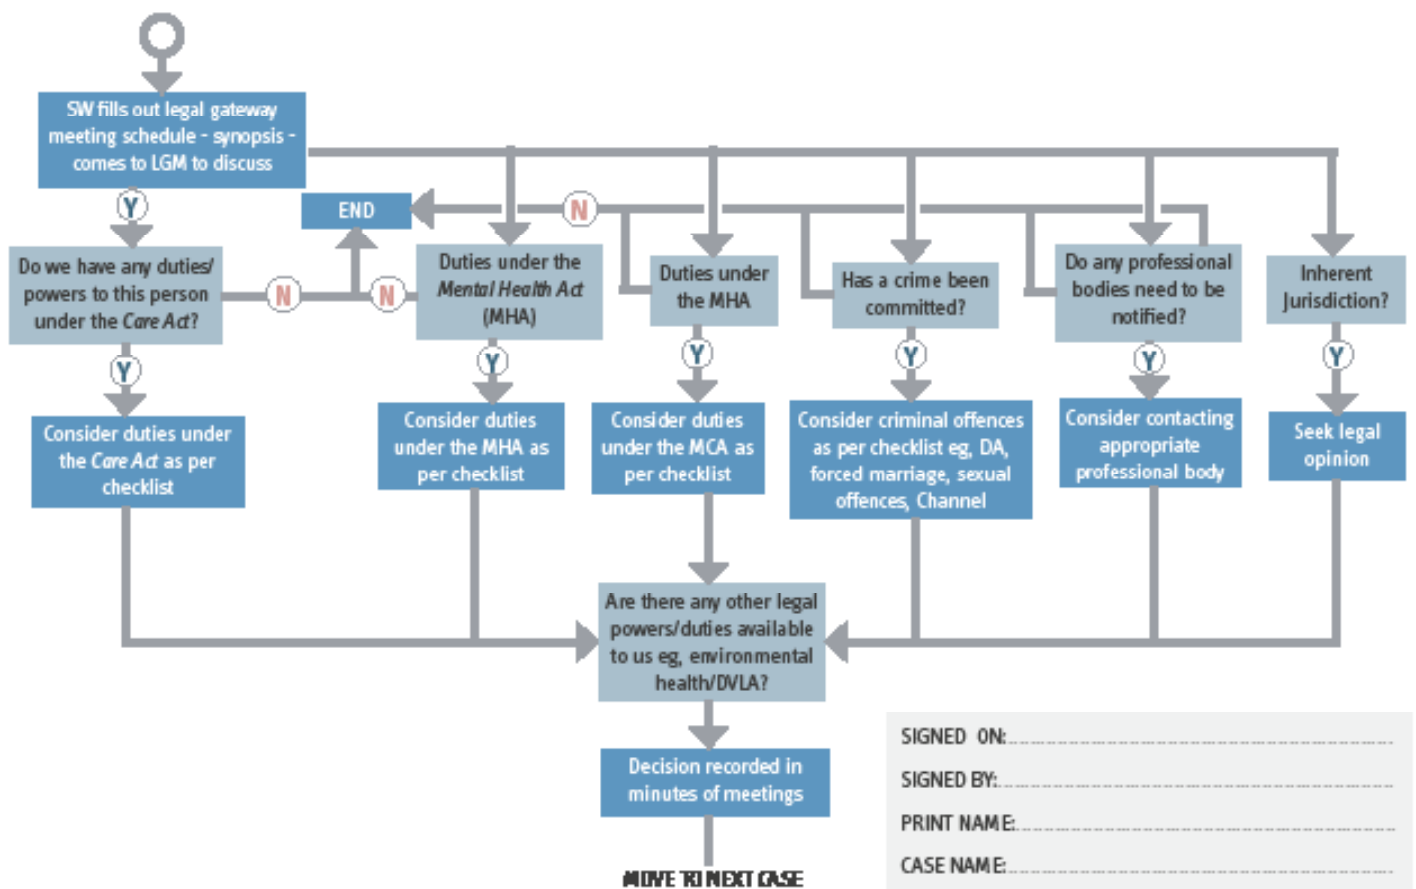 SW fills out legal gateway
meeting schedule - synopsis -
comes to LGM to discuss
Y
END
N
Do we have any duties/
powers to this person
under the Care Act?
N
N
Duties under the
Mental Health Act
(MHA)
Duties under
the MHA
Has a crime been
committed?
Do any professional
bodies need to be
notified?
Inherent
Jurisdiction?
Y
Y
Y
Y
Y
Y
Consider duties under
the Care Act as per
checklist
Consider duties
under the MHA as
per checklist
Consider duties
under the MCA as
per checklist
Consider criminal offences
as per checklist eg, DA,
forced marriage, sexual
offences, Channel
Consider contacting
appropriate
professional body
Seek legal
opinion
Are there any other legal
powers/duties available
to us eg, environmental
health/DVLA?
Decision recorded in
minutes of meetings
MOVE TO NEXT CASE
SIGNED ON:
SIGNED BY:
PRINT NAME:
CASE NAME: